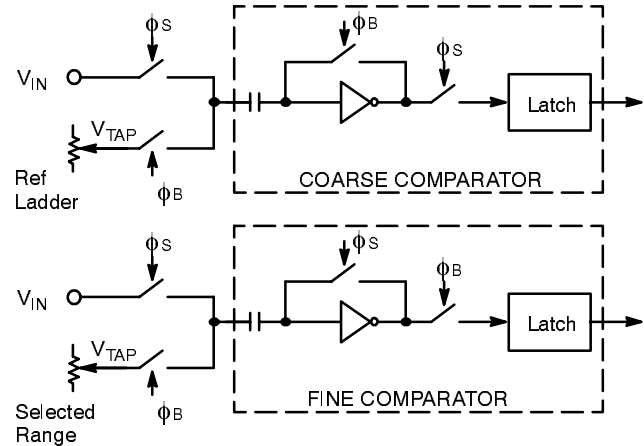 ϕS
ϕB
ϕS
VIN
VTAP
Latch
Ref
Ladder
ϕB
COARSE COMPARATOR
ϕS
ϕS
ϕB
VIN
VTAP
Latch
Selected
Range
ϕB
FINE COMPARATOR